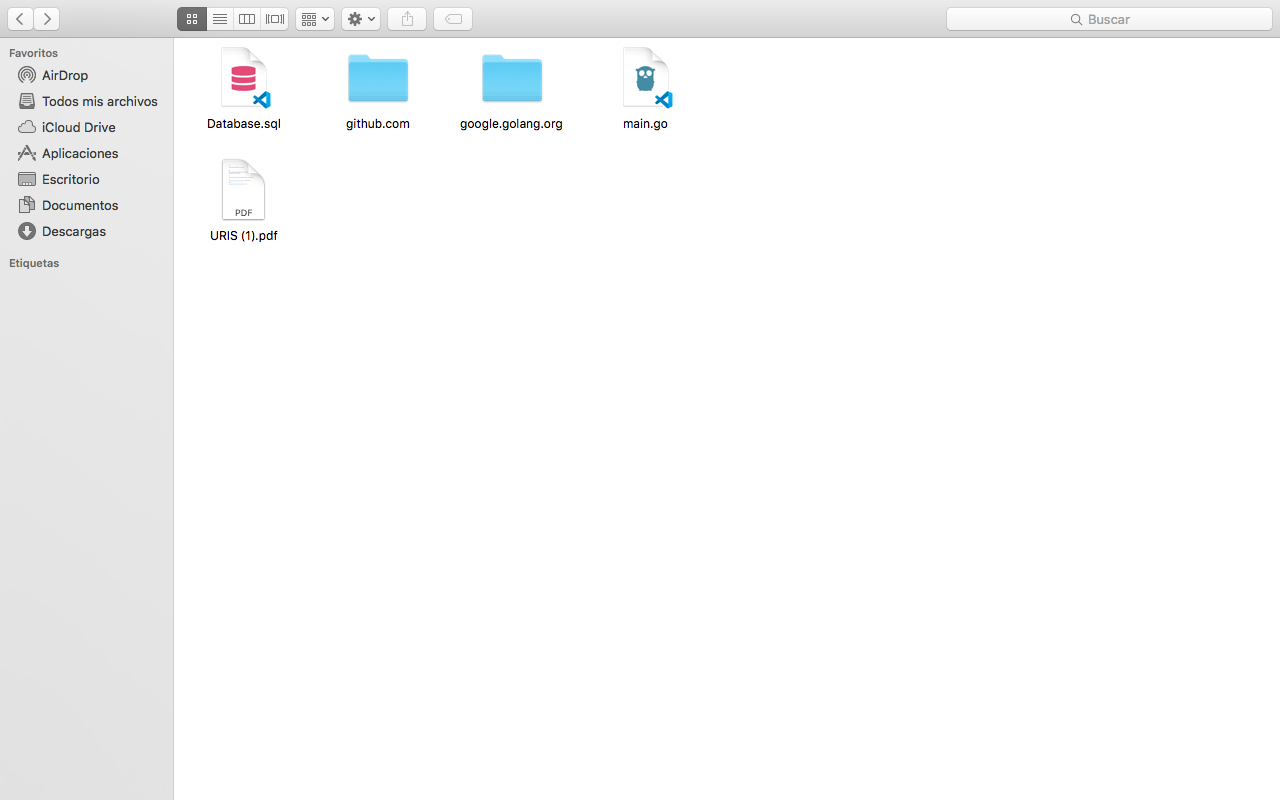 Buscar
Favoritos
AirDrop
Todos mis archivos
iCloud Drive
Aplicaciones
Escritorio
Documentos
Descargas
Etiquetas
Database.sql
github.com
google.golang.org
main.go
PDF
URIS (1).pdf